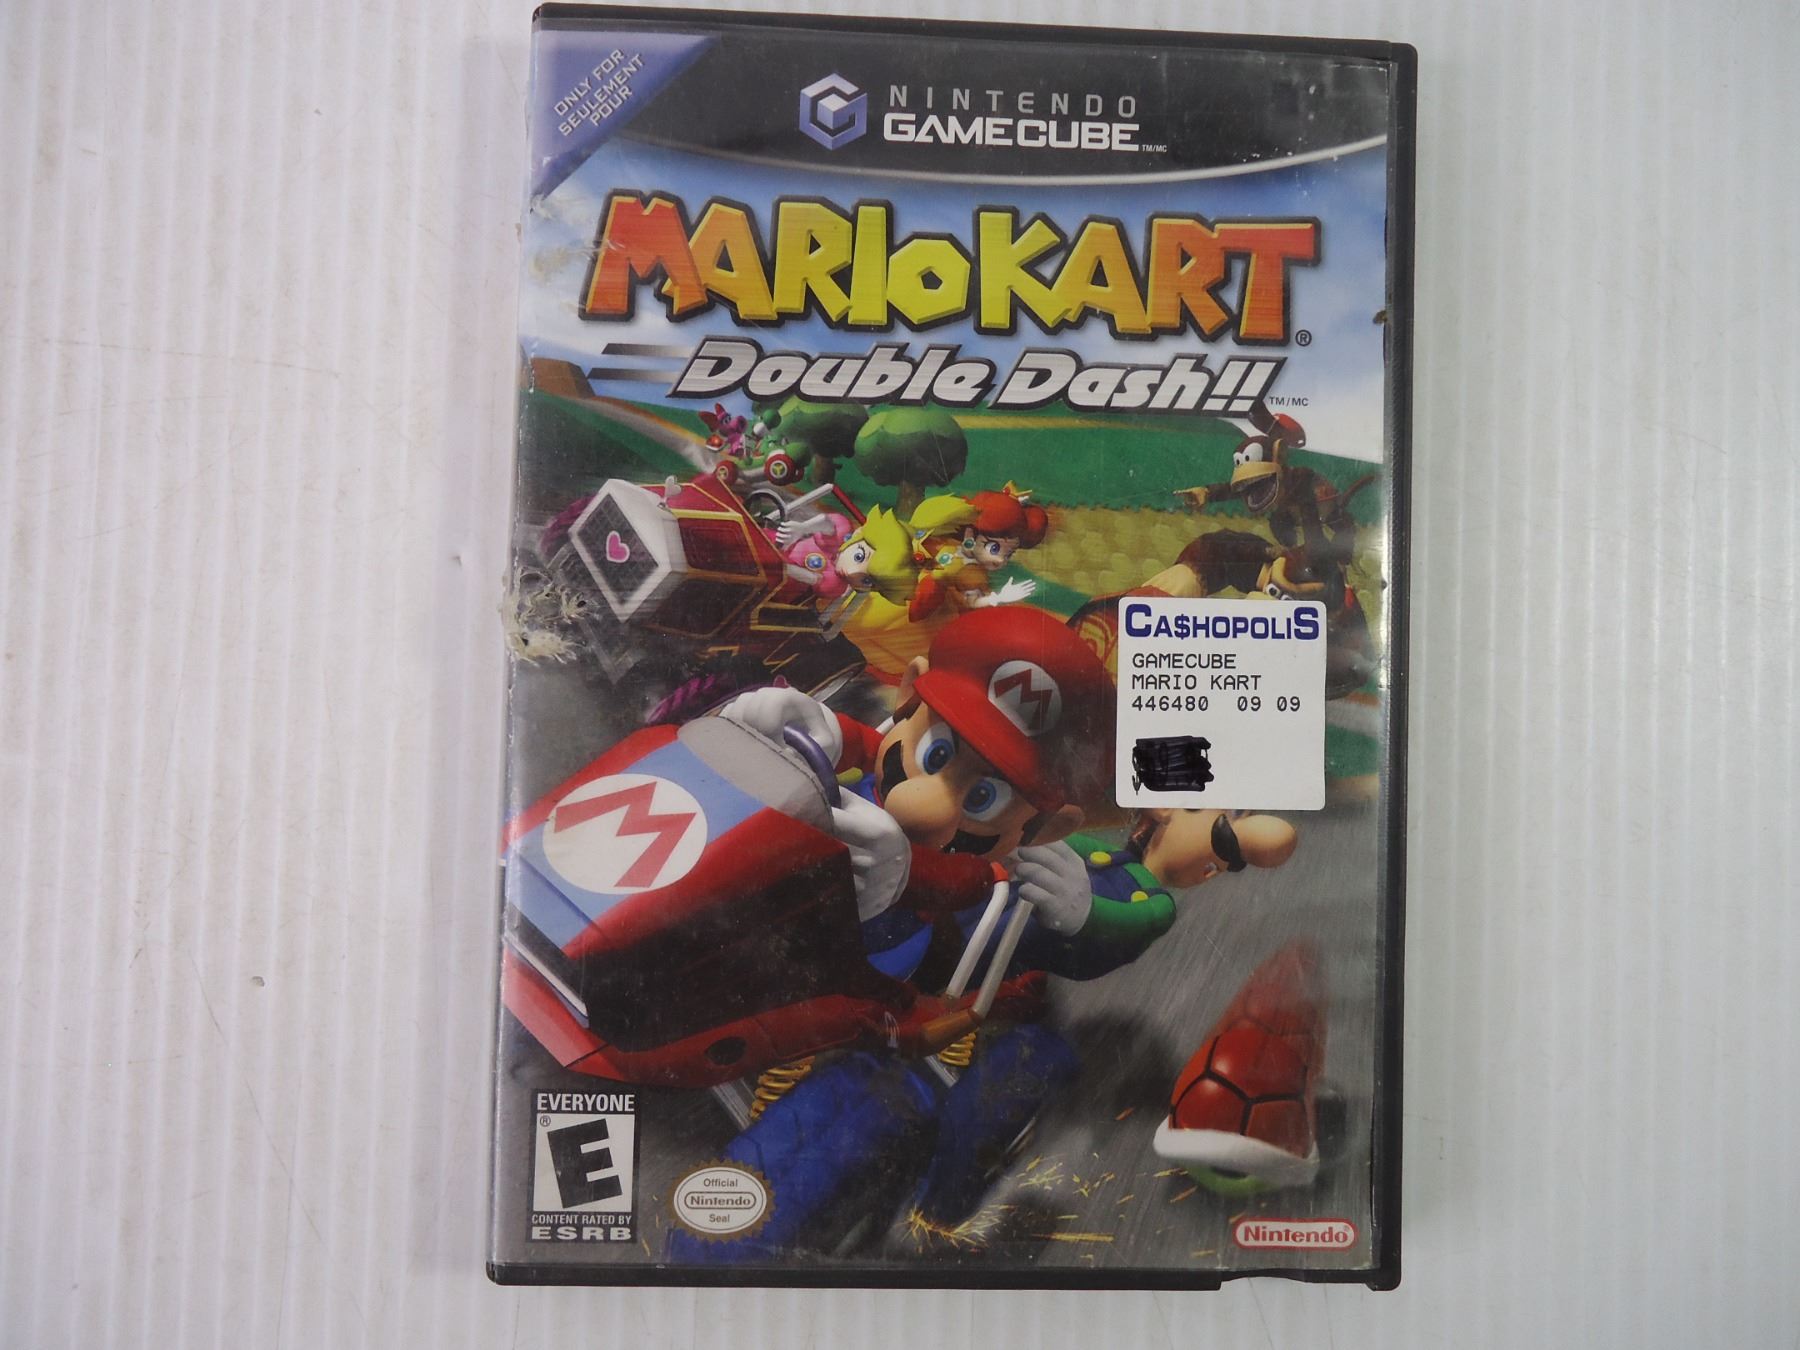 ONLY FOR
SEULEMENT
POUR
NINTENDO
GAMECUBE TM/MC
MARIO KART ®
Double Dash!! TM/MC
CA$HOPOLIS
GAMECUBE
MARIO KART
446480 09 09
M
M
EVERYONE
®
E
CONTENT RATED BY
ESRB
Official
Nintendo
Seal
Nintendo®